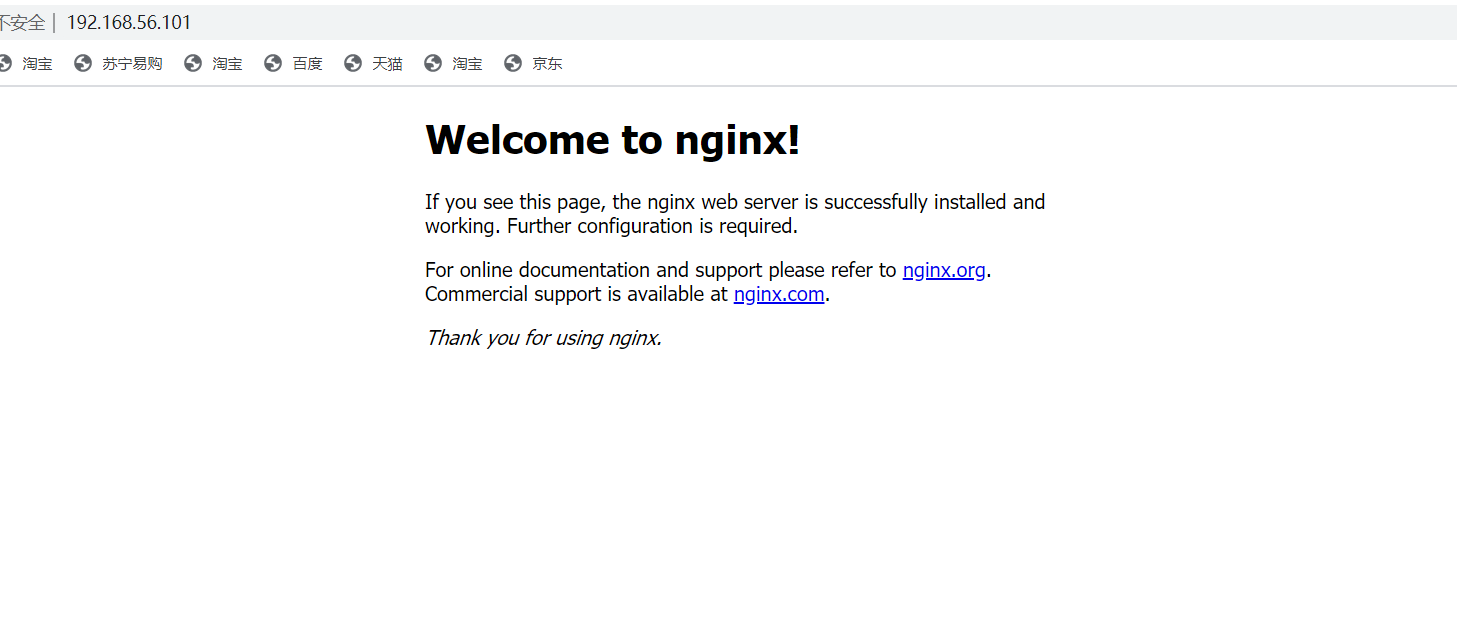 不安全 | 192.168.56.101
淘宝 苏宁易购 淘宝 百度 天猫 淘宝 京东
Welcome to nginx!
If you see this page, the nginx web server is successfully installed and
working. Further configuration is required.
For online documentation and support please refer to nginx.org.
Commercial support is available at nginx.com.
Thank you for using nginx.